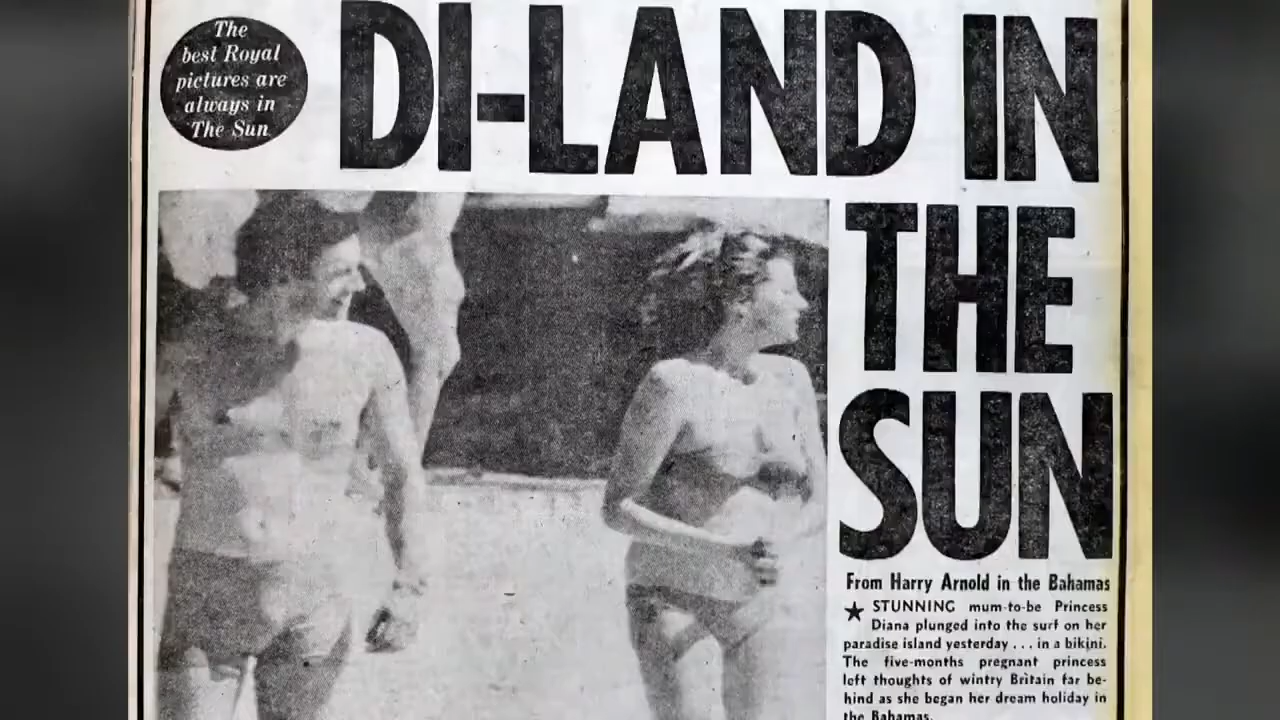 The
best Royal
pictures are
always in
The Sun
DI-LAND IN
THE
SUN
From Harry Arnold in the Bahamas
★ STUNNING mum-to-be Princess
Diana plunged into the surf on her
paradise island yesterday . . . in a bikini.
The five-months pregnant princess
left thoughts of wintry Britain far be-
hind as she began her dream holiday in
the Bahamas.